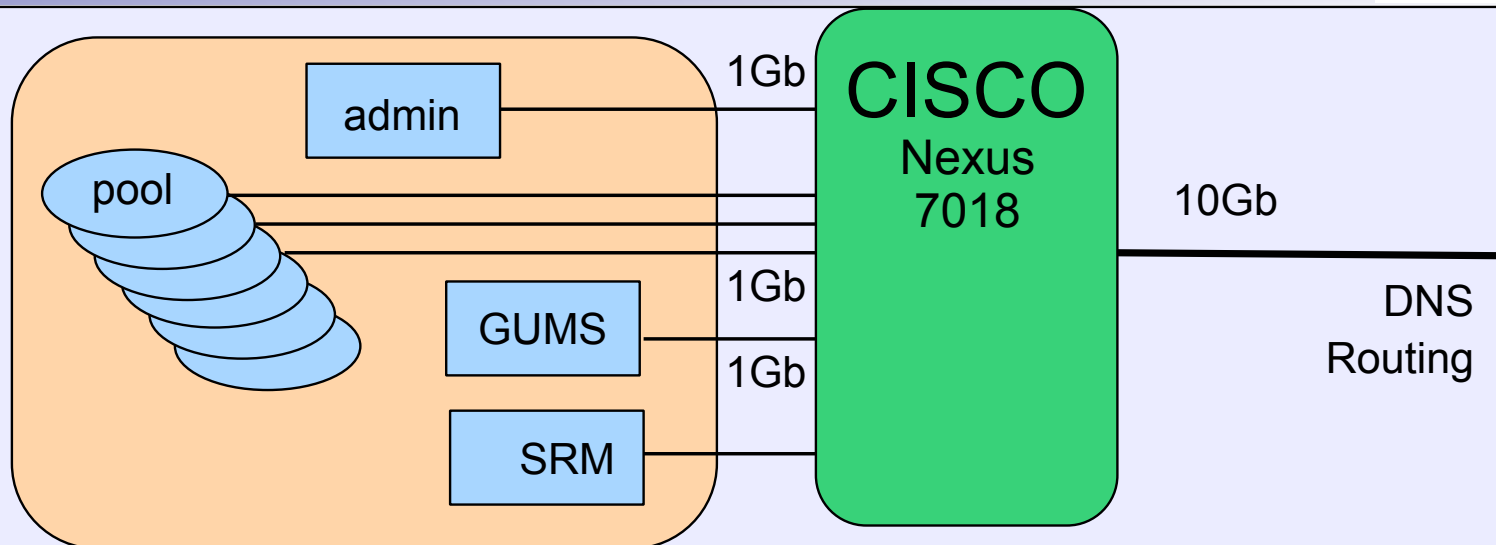 admin
pool
GUMS
SRM
1Gb
1Gb
1Gb
CISCO
Nexus
7018
10Gb
DNS
Routing